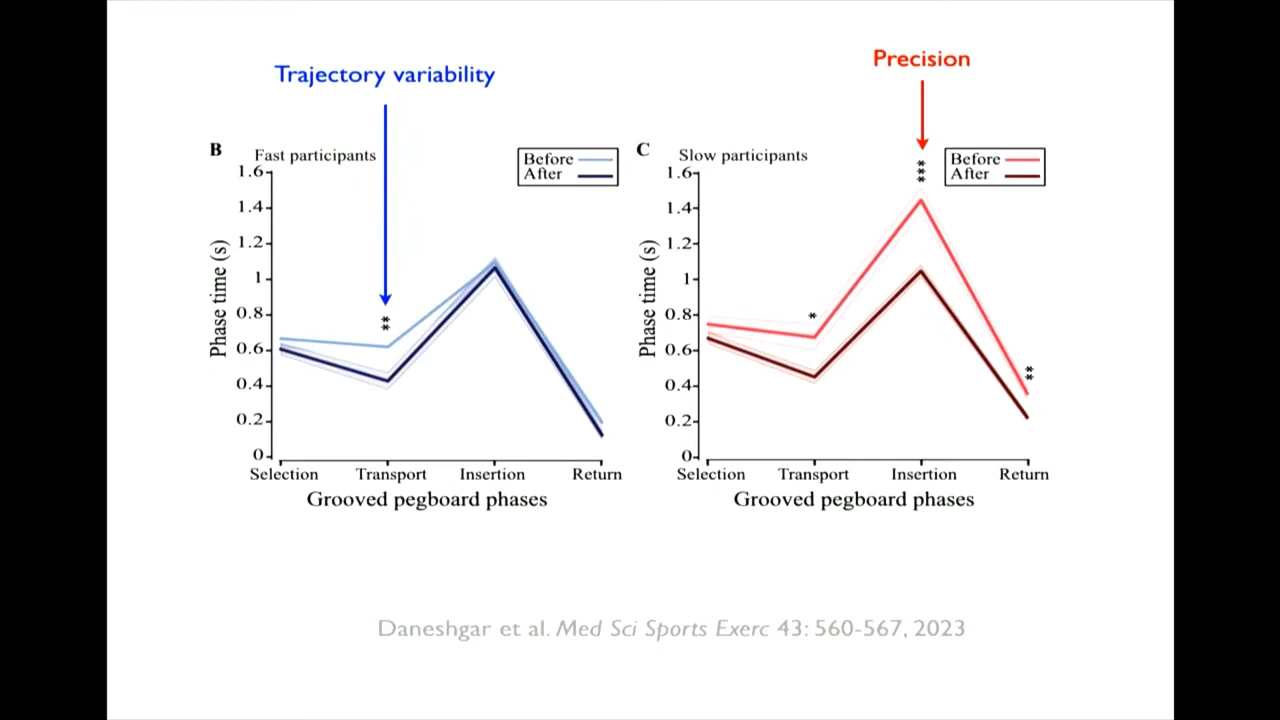 Trajectory variability
Precision
B Fast participants
Before
After
1.6
1.4
1.2
1
0.8
0.6
0.4
0.2
0
Phase time (s)
**
Selection Transport Insertion Return
Grooved pegboard phases
C Slow participants
Before
After
1.6
1.4
1.2
1
0.8
0.6
0.4
0.2
0
Phase time (s)
*
***
**
Selection Transport Insertion Return
Grooved pegboard phases
Daneshgar et al. Med Sci Sports Exerc 43: 560-567, 2023